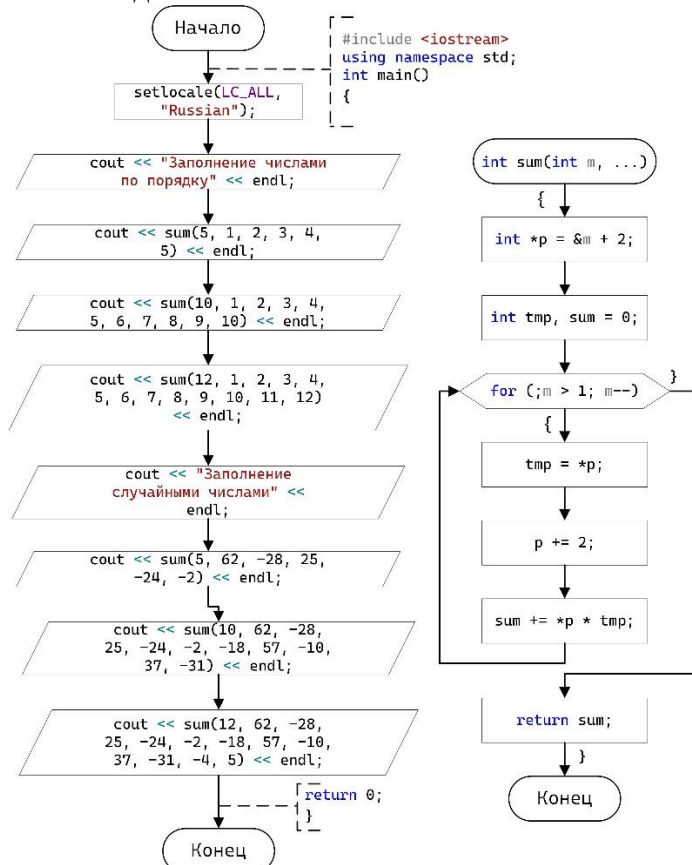 Начало
#include <iostream>
using namespace std;
int main()
{
setlocale(LC_ALL,
"Russian");
cout << "Заполнение числами
по порядку" << endl;
cout << sum(5, 1, 2, 3, 4,
5) << endl;
cout << sum(10, 1, 2, 3, 4,
5, 6, 7, 8, 9, 10) << endl;
cout << sum(12, 1, 2, 3, 4,
5, 6, 7, 8, 9, 10, 11, 12)
<< endl;
cout << "Заполнение
случайными числами" <<
endl;
cout << sum(5, 62, -28, 25,
-24, -2) << endl;
cout << sum(10, 62, -28,
25, -24, -2, -18, 57, -10,
37, -31) << endl;
cout << sum(12, 62, -28,
25, -24, -2, -18, 57, -10,
37, -31, -4, 5) << endl;
return 0;
}
Конец
int sum(int m, ...)
{
int *p = &m + 2;
int tmp, sum = 0;
for (;m > 1; m--)
}
{
tmp = *p;
p += 2;
sum += *p * tmp;
return sum;
}
Конец